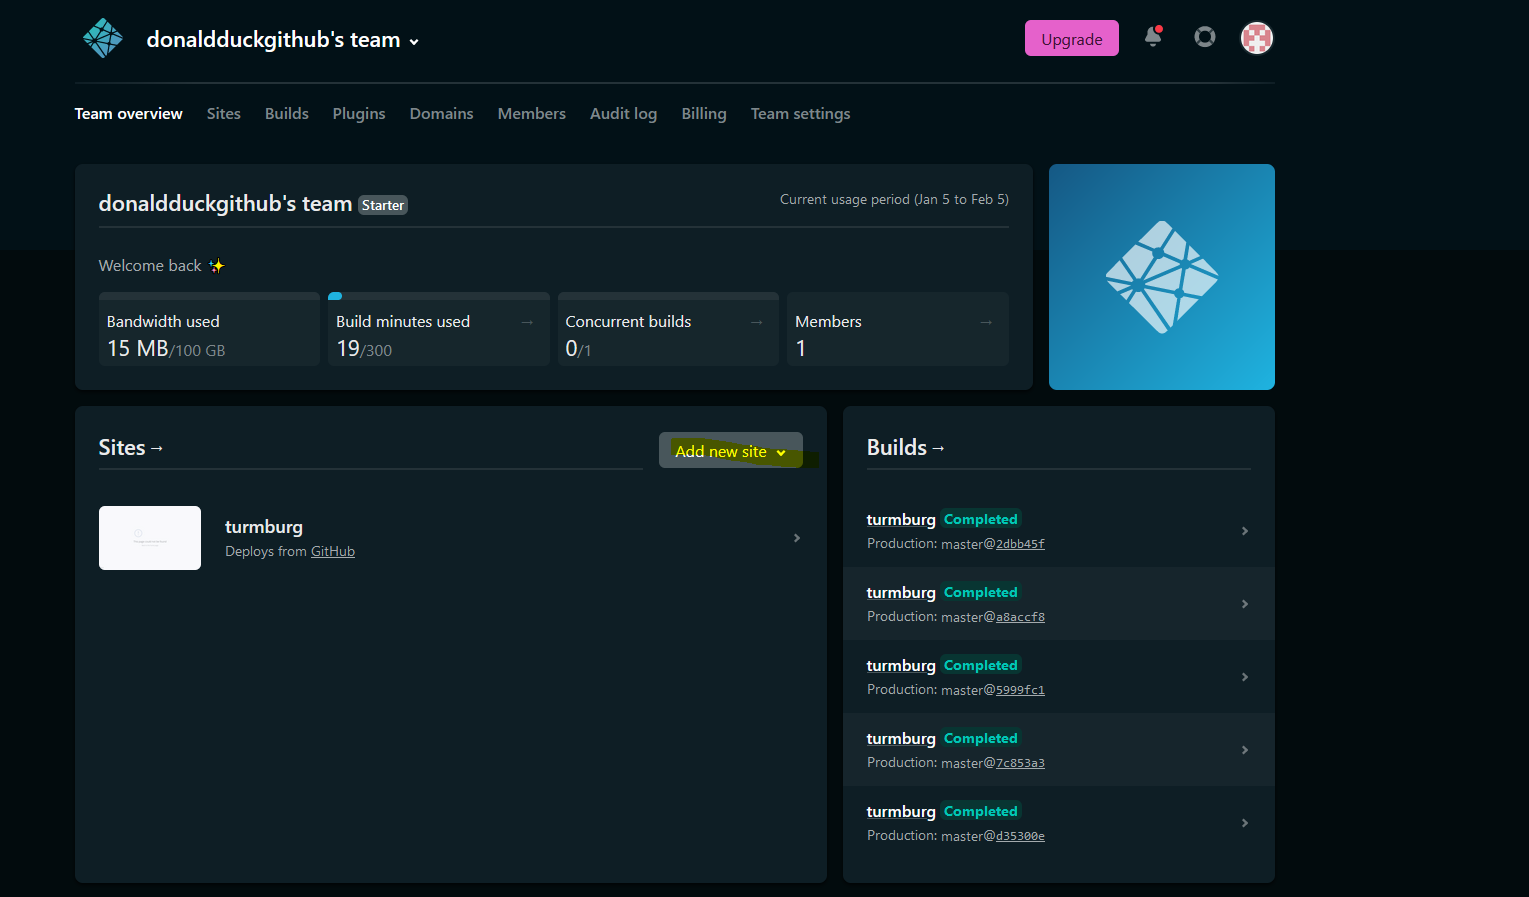 donaldduckgithub's team
Upgrade
Team overview Sites Builds Plugins Domains Members Audit log Billing Team settings
donaldduckgithub's team Starter
Current usage period (Jan 5 to Feb 5)
Welcome back ✨
Bandwidth used
15 MB/100 GB
Build minutes used →
19/300
Concurrent builds →
0/1
Members →
1
Sites →
Add new site
turmburg
Deploys from GitHub
Builds →
turmburg Completed
Production: master@2dbb45f
turmburg Completed
Production: master@a8accf8
turmburg Completed
Production: master@5999fc1
turmburg Completed
Production: master@7c853a3
turmburg Completed
Production: master@d35300e